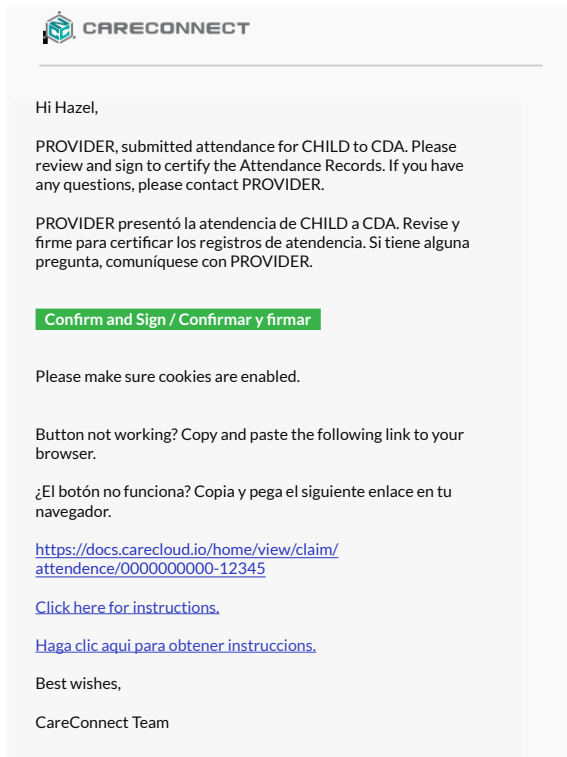 CARECONNECT
Hi Hazel,
PROVIDER, submitted attendance for CHILD to CDA. Please
review and sign to certify the Attendance Records. If you have
any questions, please contact PROVIDER.
PROVIDER presentó la atendencia de CHILD a CDA. Revise y
firme para certificar los registros de atendencia. Si tiene alguna
pregunta, comuníquese con PROVIDER.
Confirm and Sign / Confirmar y firmar
Please make sure cookies are enabled.
Button not working? Copy and paste the following link to your
browser.
¿El botón no funciona? Copia y pega el siguiente enlace en tu
navegador.
https://docs.carecloud.io/home/view/claim/
attendence/0000000000-12345
Click here for instructions.
Haga clic aqui para obtener instruccions.
Best wishes,
CareConnect Team